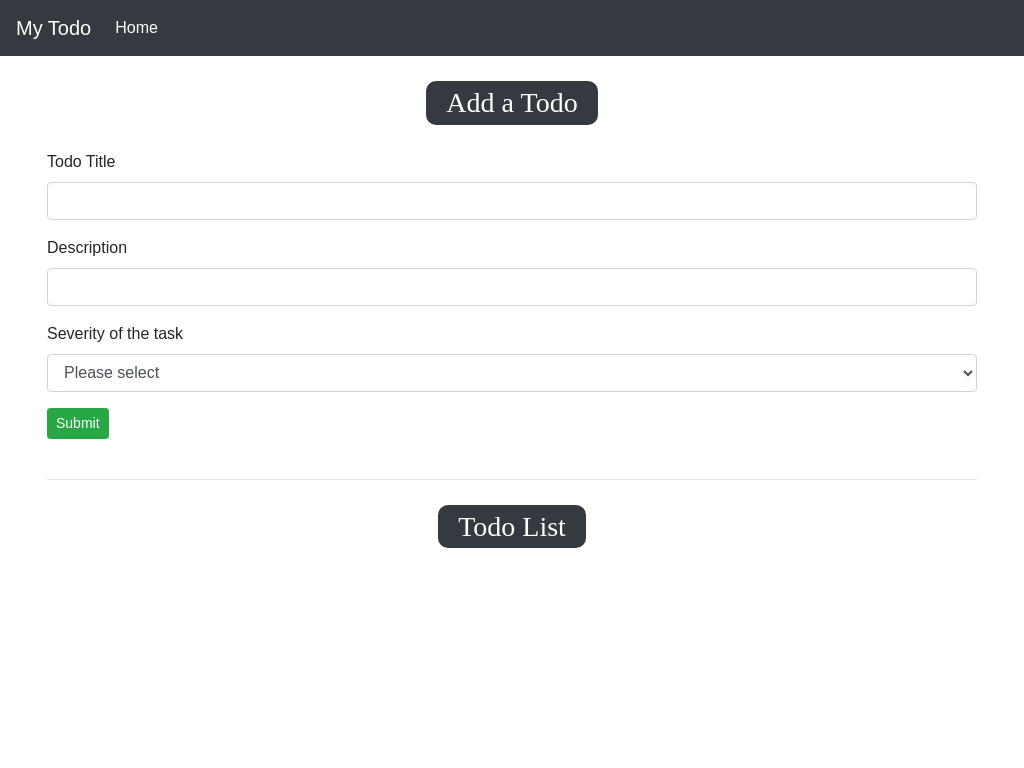 My Todo Home
Add a Todo
Todo Title
Description
Severity of the task
Please select
Submit
Todo List